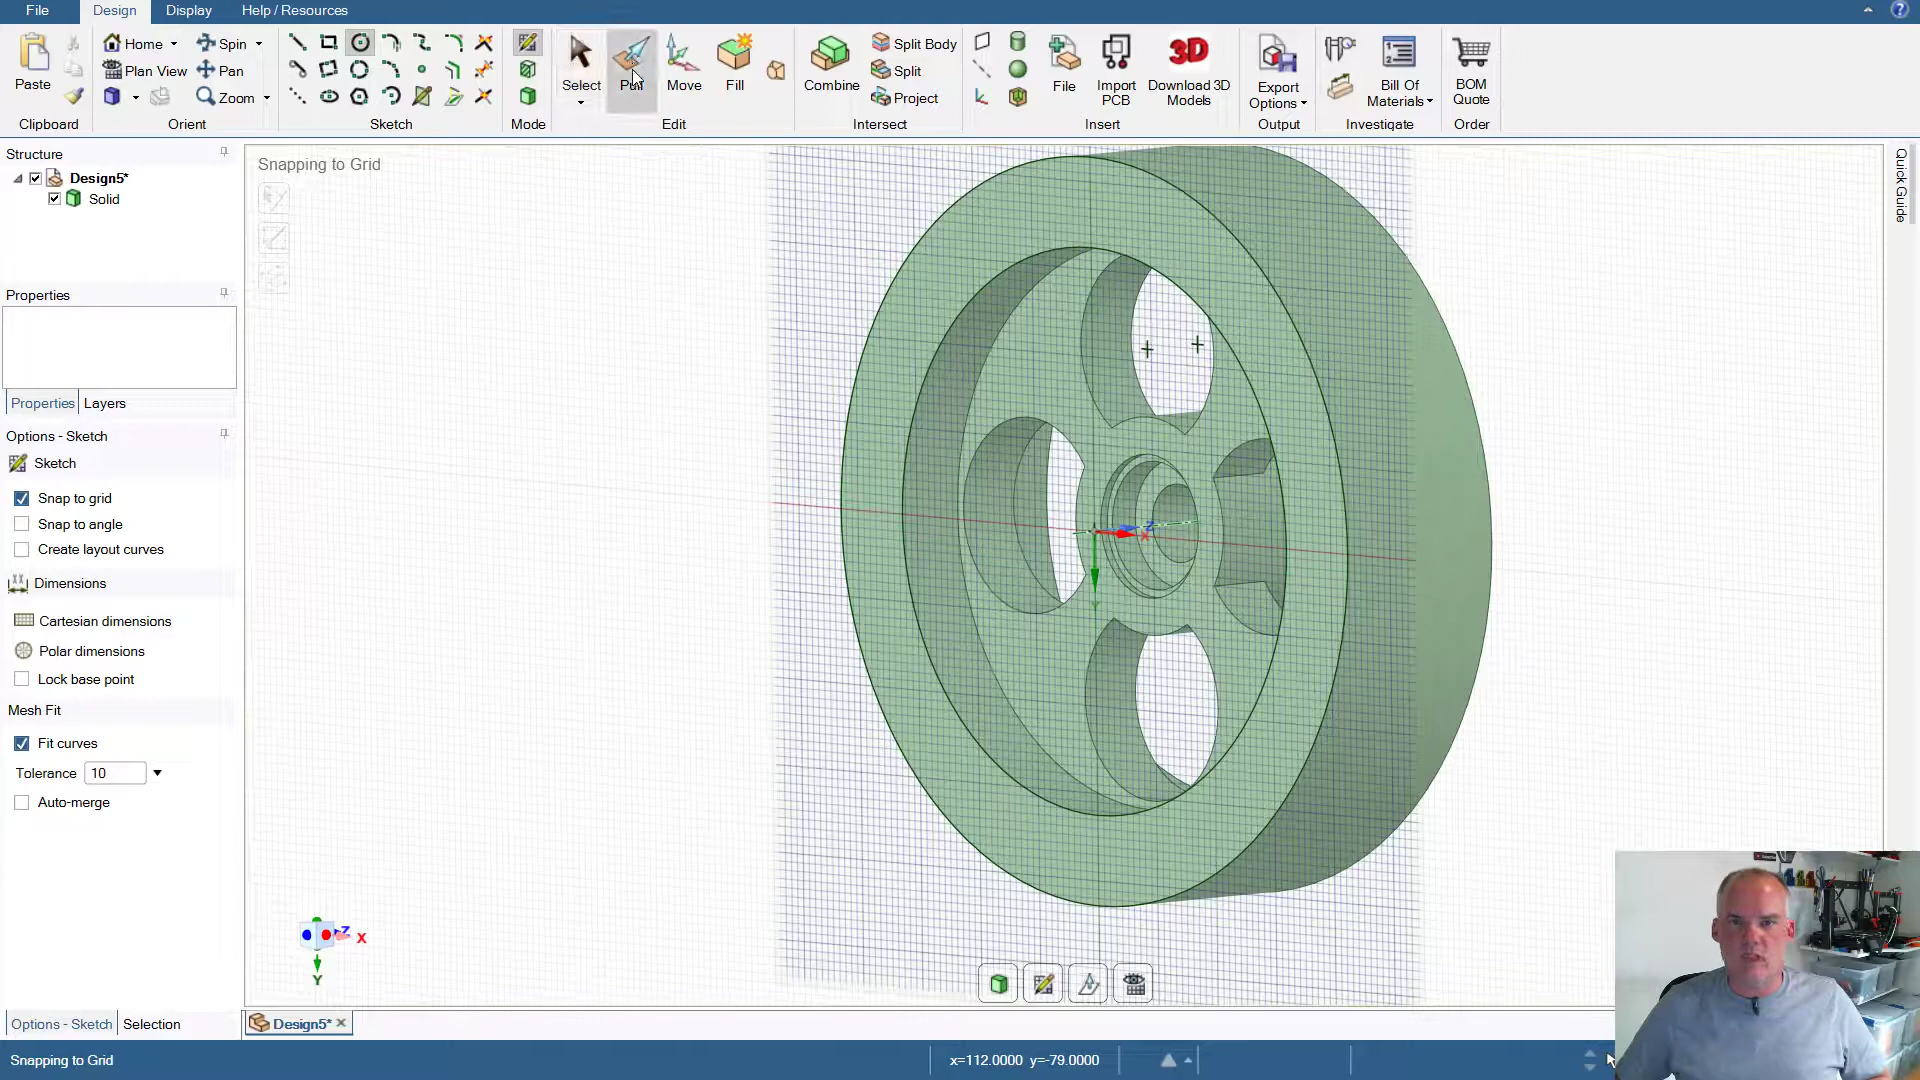 File Design Display Help / Resources
Paste
Home
Plan View
Spin
Pan
Zoom
Select
Pull
Move
Fill
Combine
Split Body
Split
Project
File
Import PCB
3D
Download 3D Models
Export Options
Bill Of Materials
BOM Quote
Clipboard Orient Sketch Mode Edit Intersect Insert Output Investigate Order
Structure
Design5*
Solid
Properties
Properties Layers
Options - Sketch
Sketch
Snap to grid
Snap to angle
Create layout curves
Dimensions
Cartesian dimensions
Polar dimensions
Lock base point
Mesh Fit
Fit curves
Tolerance 10
Auto-merge
Options - Sketch Selection
Snapping to Grid
Z
X
Y
Z
X
Y
Quick Guide
Design5*
Snapping to Grid x=112.0000 y=-79.0000